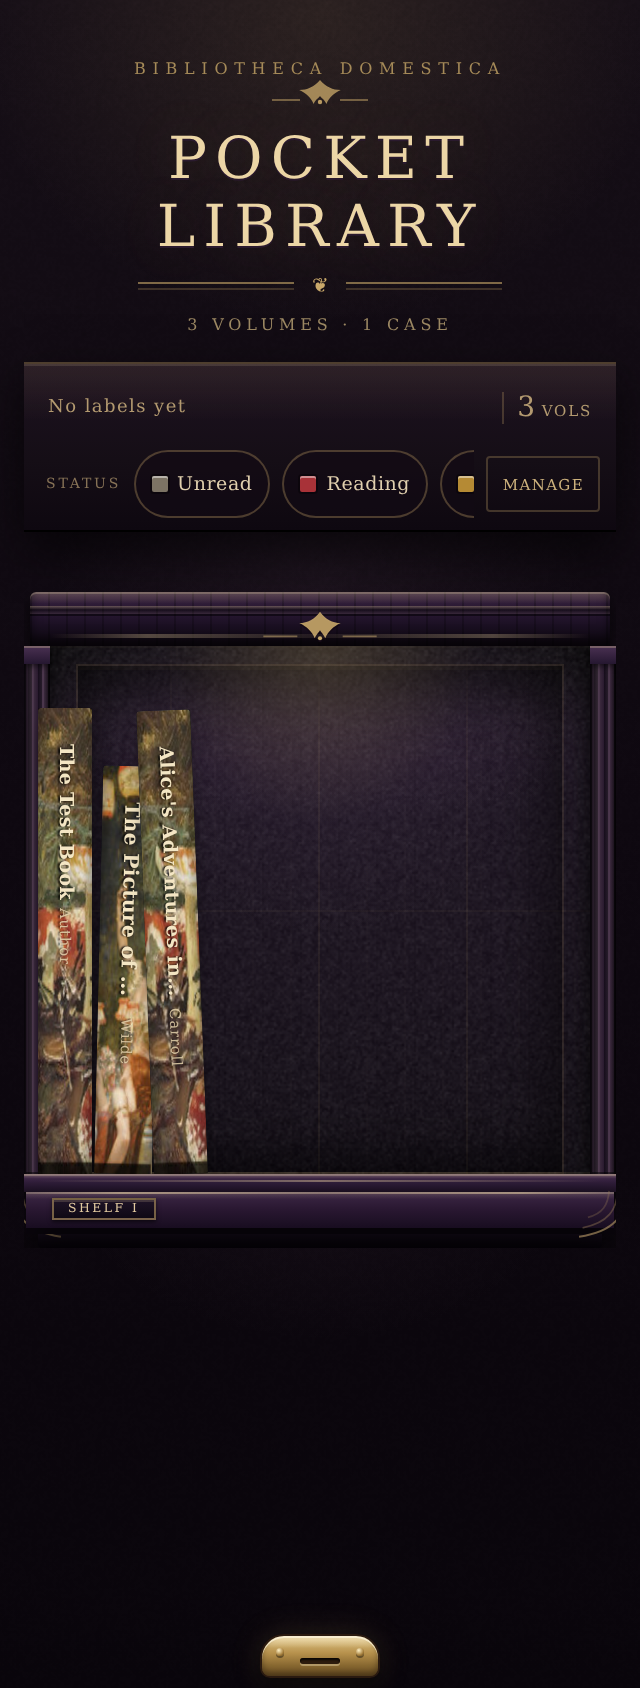 BIBLIOTHECA DOMESTICA
POCKET
LIBRARY
3 VOLUMES · 1 CASE
No labels yet
3 VOLS
STATUS
Unread
Reading
MANAGE
The Test Book Author...
The Picture of ... Wilde
Alice's Adventures in... Carroll
SHELF I